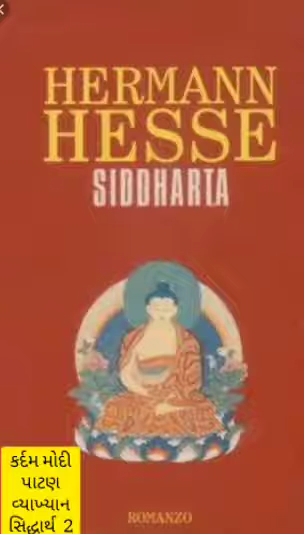 HERMANN
HESSE
SIDDHARTA
કર્દમ મોદી
પાટણ
વ્યાખ્યાન
સિદ્ધાર્થ 2
ROMANZO